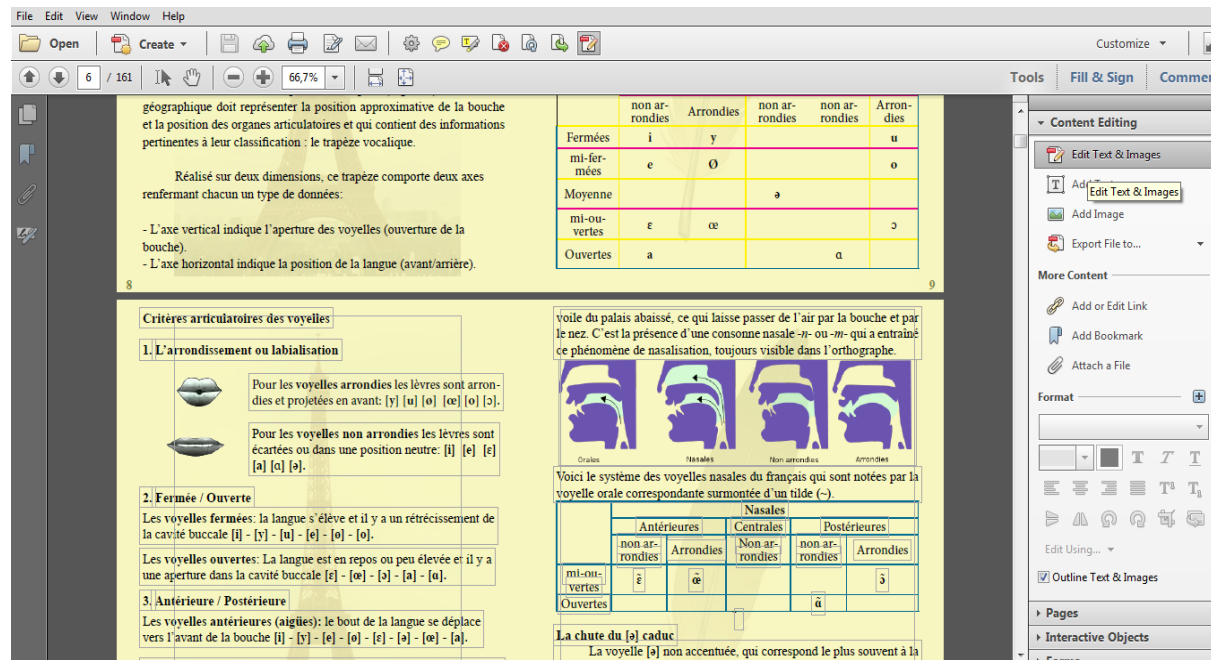 File Edit View Window Help
Open Create Customize
6 / 161 66,7% Tools Fill & Sign Commen
géographique doit représenter la position approximative de la bouche
et la position des organes articulatoires et qui contient des informations
pertinentes à leur classification : le trapèze vocalique.
Réalisé sur deux dimensions, ce trapèze comporte deux axes
renfermant chacun un type de données:
- L’axe vertical indique l’aperture des voyelles (ouverture de la
bouche).
- L’axe horizontal indique la position de la langue (avant/arrière).
8
non ar-
rondies Arrondies non ar-
rondies non ar-
rondies Arron-
dies
Fermées i y u
mi-fer-
mées e Ø o
Moyenne ə
mi-ou-
vertes ɛ œ ɔ
Ouvertes a ɑ
9
Critères articulatoires des voyelles
1. L’arrondissement ou labialisation
Pour les voyelles arrondies les lèvres sont arron-
dies et projetées en avant: [y] [u] [ø] [œ] [o] [ɔ].
Pour les voyelles non arrondies les lèvres sont
écartées ou dans une position neutre: [i] [e] [ɛ]
[a] [ɑ] [ə].
2. Fermée / Ouverte
Les voyelles fermées: la langue s’élève et il y a un rétrécissement de
la cavité buccale [i] - [y] - [u] - [e] - [ø] - [o].
Les voyelles ouvertes: La langue est en repos ou peu élevée et il y a
une aperture dans la cavité buccale [ɛ] - [œ] - [ɔ] - [a] - [ɑ].
3. Antérieure / Postérieure
Les voyelles antérieures (aigües): le bout de la langue se déplace
vers l’avant de la bouche [i] - [y] - [e] - [ø] - [ɛ] - [ə] - [œ] - [a].
voile du palais abaissé, ce qui laisse passer de l’air par la bouche et par
le nez. C’est la présence d’une consonne nasale -n- ou -m- qui a entraîné
ce phénomène de nasalisation, toujours visible dans l’orthographe.
Orales Nasales Non arrondies Arrondies
Voici le système des voyelles nasales du français qui sont notées par la
voyelle orale correspondante surmontée d’un tilde (~).
Nasales
Antérieures Centrales Postérieures
non ar-
rondies Arrondies Non ar-
rondies non ar-
rondies Arrondies
mi-ou-
vertes ɛ̃ œ̃ ɔ̃
Ouvertes ɑ̃
La chute du [ə] caduc
La voyelle [ə] non accentuée, qui correspond le plus souvent à la
Content Editing
Edit Text & Images
Add
Edit Text & Images
Add Image
Export File to...
More Content
Add or Edit Link
Add Bookmark
Attach a File
Format
Edit Using...
Outline Text & Images
Pages
Interactive Objects